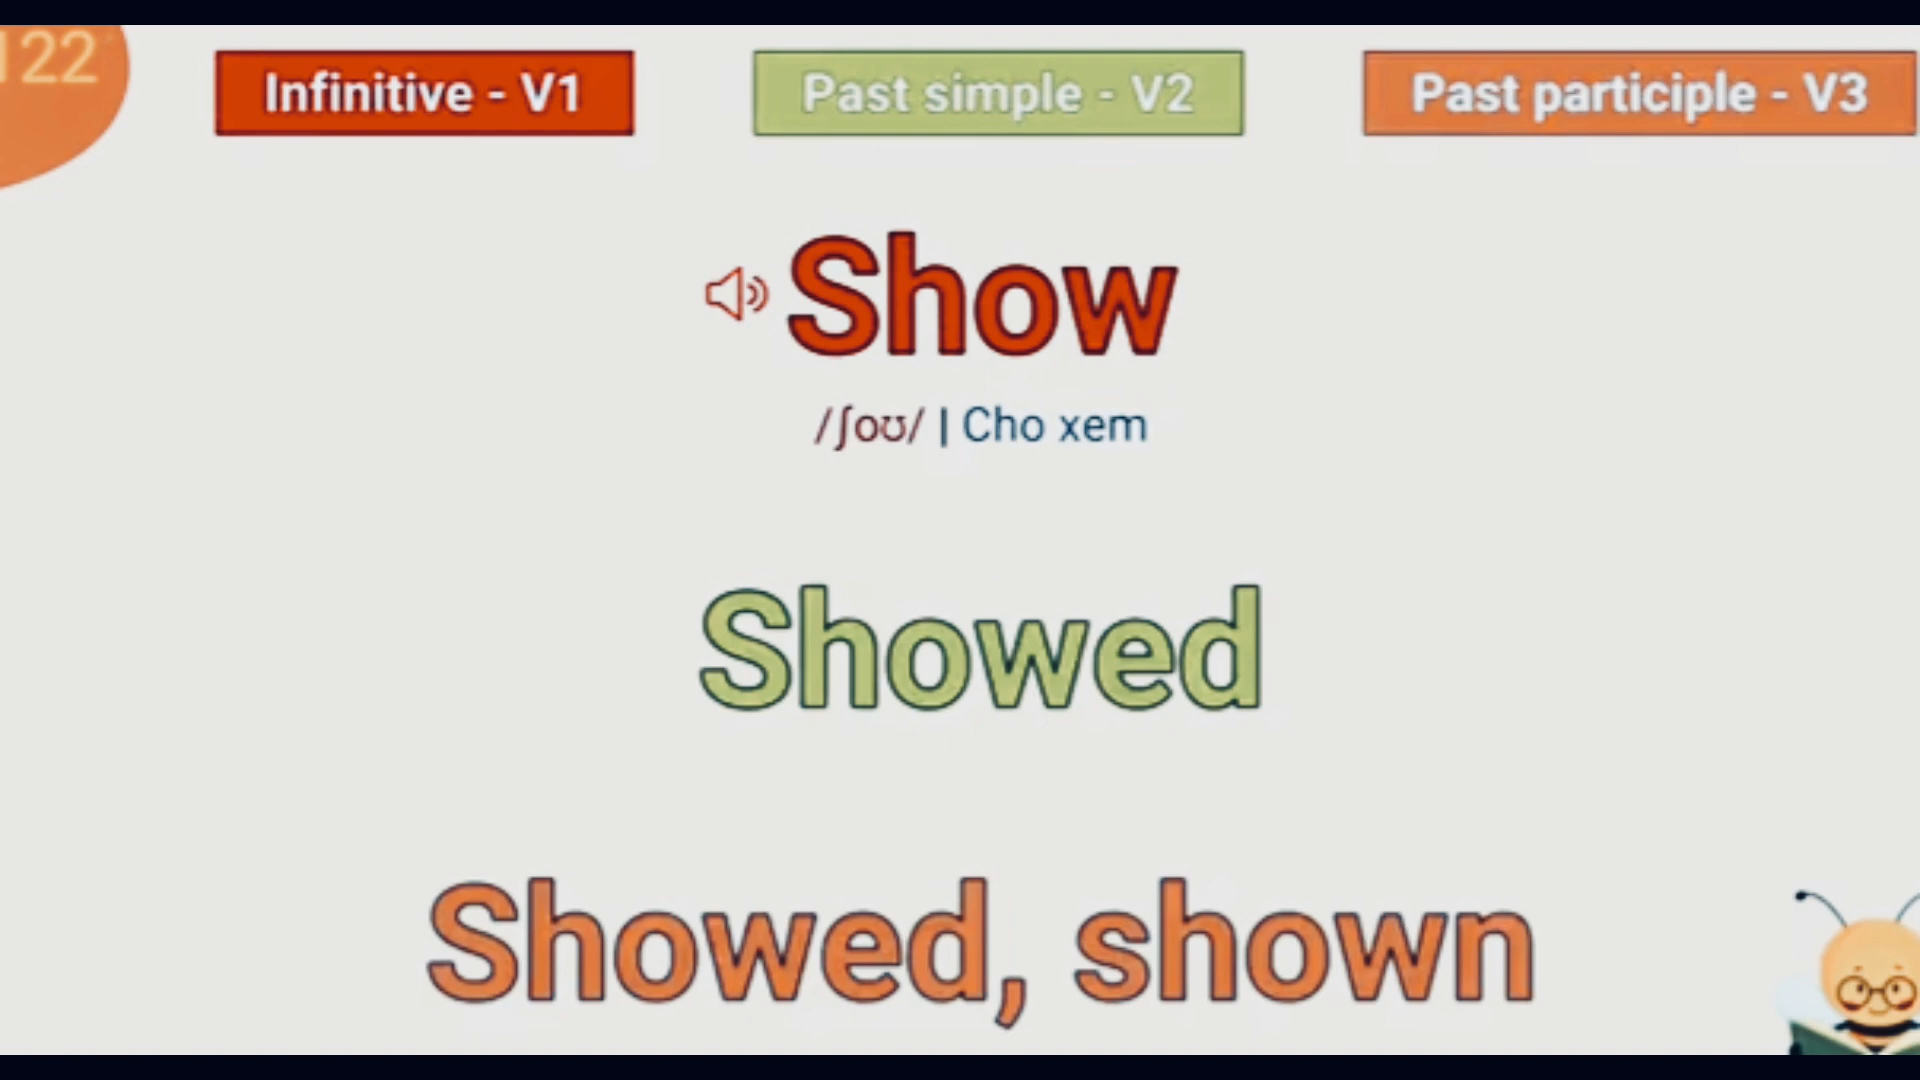 122
Infinitive - V1
Past simple - V2
Past participle - V3
Show
/ʃoʊ/ | Cho xem
Showed
Showed, shown